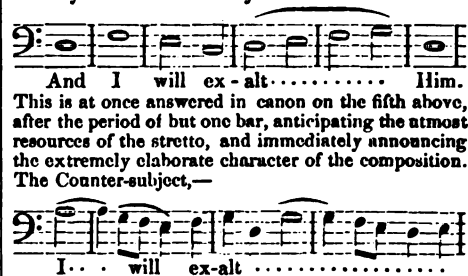 And I will ex - alt · · · · · · · · · · · Him.
This is at once answered in canon on the fifth above,
after the period of but one bar, anticipating the utmost
resources of the stretto, and immediately announcing
the extremely elaborate character of the composition.
The Counter-subject,—
I · · · will ex-alt · · · · · · · · · · · · · · · · · ·